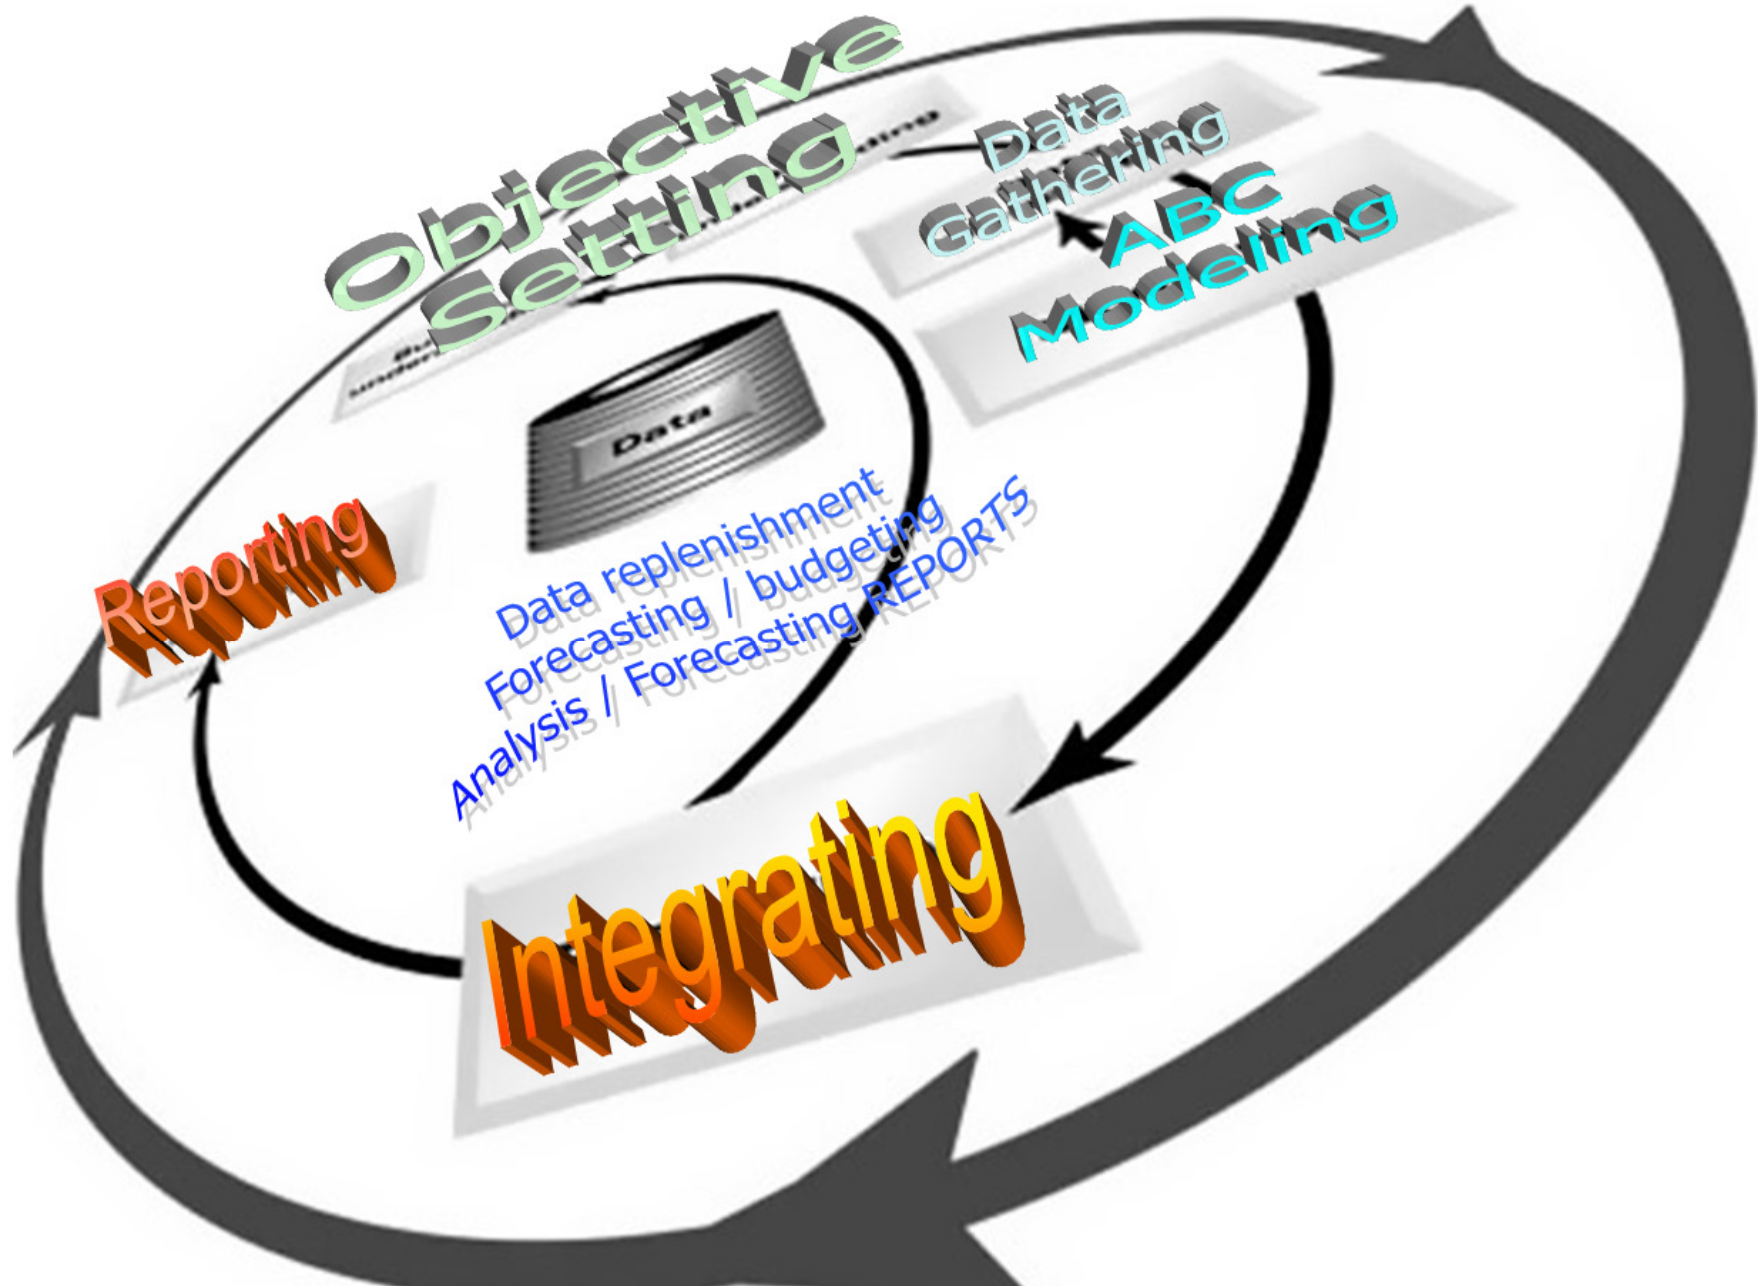 Objective
Setting
Data
Gathering
ABC
Modeling
Data
Reporting
Data replenishment
Forecasting / budgeting
Analysis / Forecasting REPORTS
Integrating